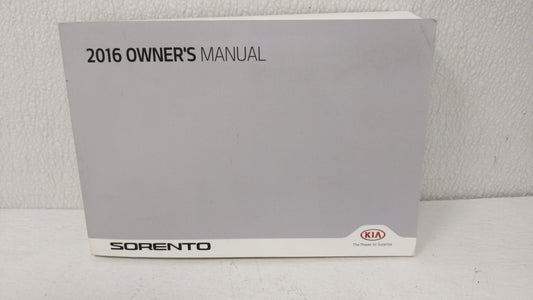 2016 OWNER'S MANUAL
SORENTO
KIA
The Power to Surprise